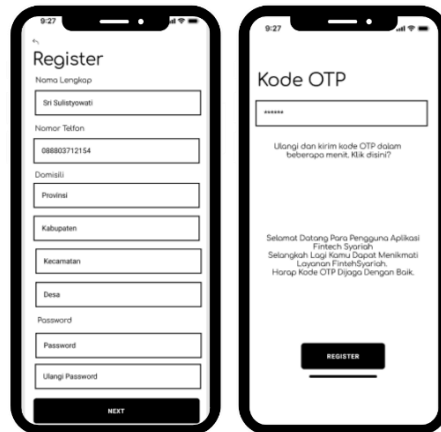 9:27
Register
Nama Lengkap
Sri Sulistyowati
Nomor Telfon
088803712154
Domisili
Provinsi
Kabupaten
Kecamatan
Desa
Password
Password
Ulangi Password
NEXT
9:27
Kode OTP
******
Ulangi dan kirim kode OTP dalam
beberapa menit. Klik disini?
Selamat Datang Para Pengguna Aplikasi
Fintech Syariah
Selangkah Lagi Kamu Dapat Menikmati
Layanan FintehSyariah.
Harap Kode OTP Dijaga Dengan Baik.
REGISTER